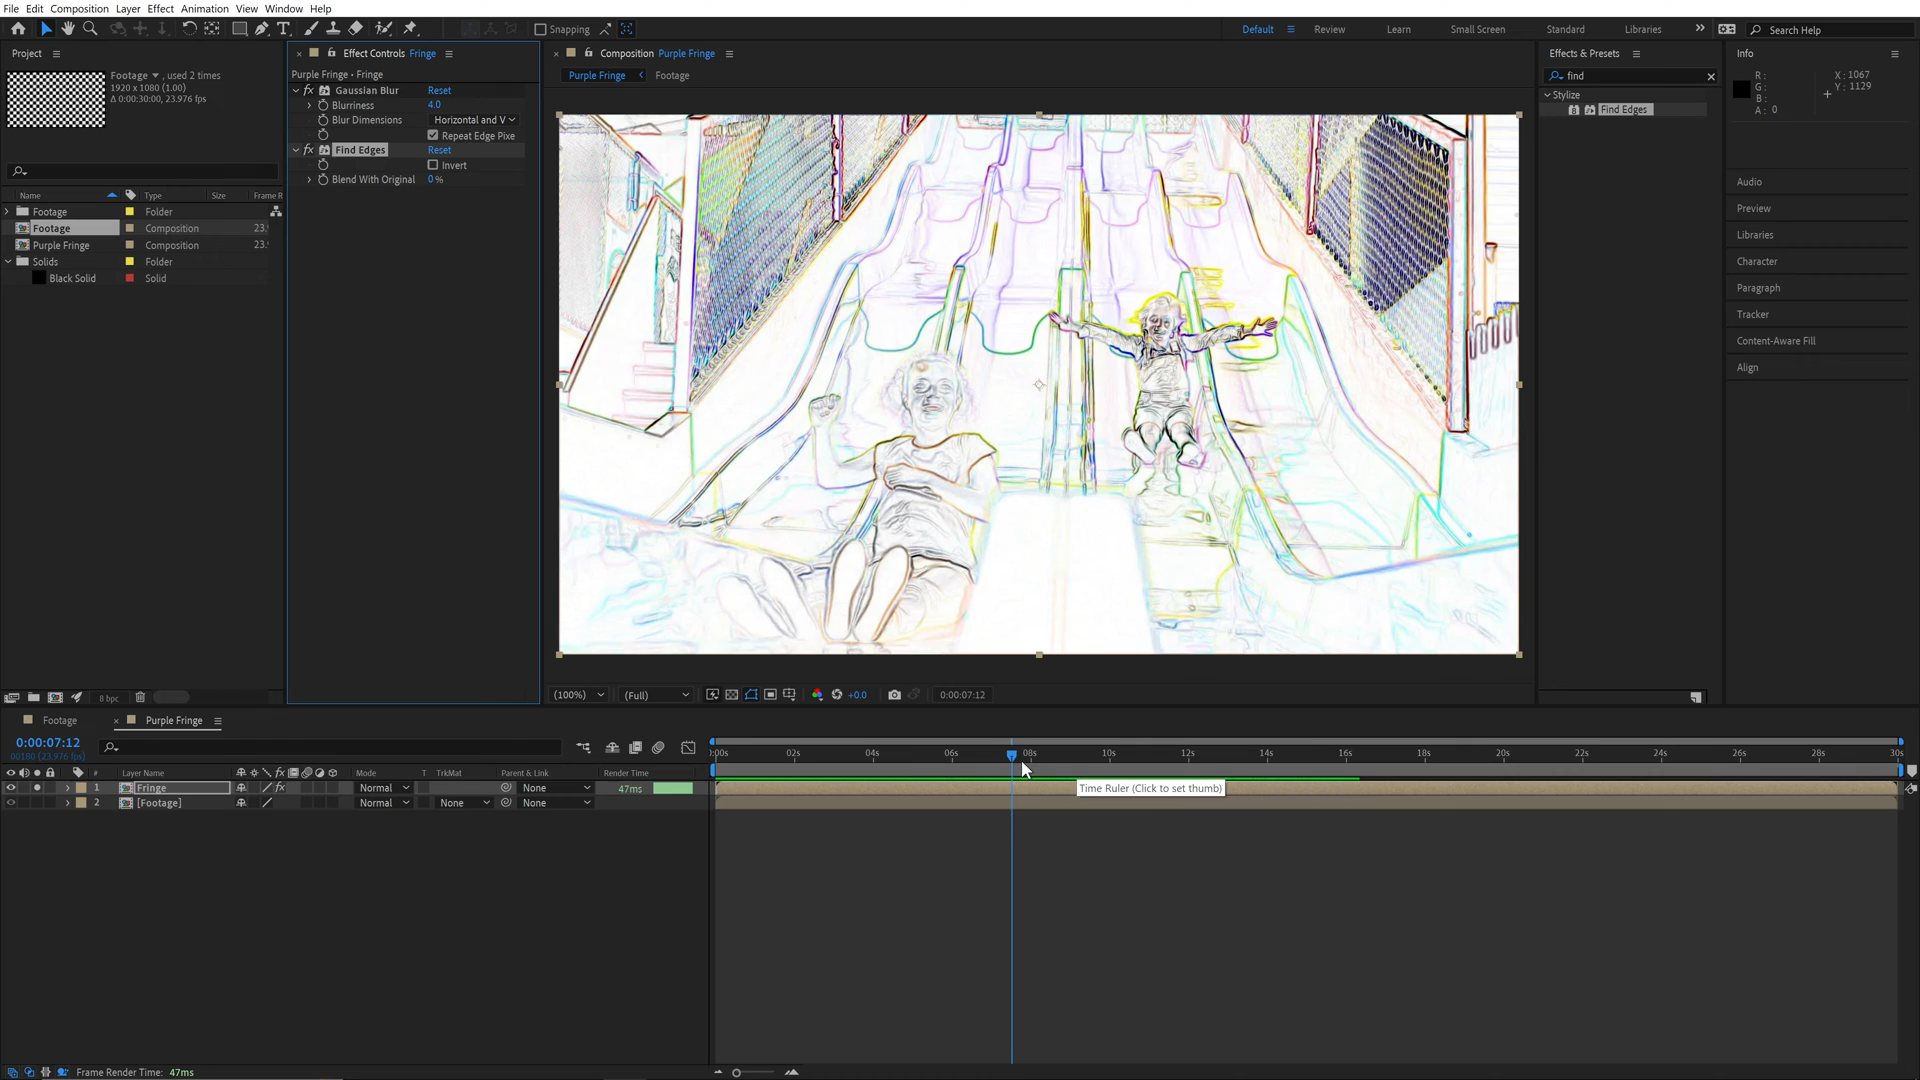 File Edit Composition Layer Effect Animation View Window Help
Snapping
Default Review Learn Small Screen Standard Libraries Search Help
Project
Footage , used 2 times
1920 x 1080 (1.00)
Δ 0:00:30:00, 23.976 fps
Name Type Size Frame R
Footage Folder
Footage Composition 23.
Purple Fringe Composition 23.
Solids Folder
Black Solid Solid
8 bpc
Effect Controls Fringe
Purple Fringe • Fringe
fx Gaussian Blur Reset
Blurriness 4.0
Blur Dimensions Horizontal and V
Repeat Edge Pixe
fx Find Edges Reset
Invert
Blend With Original 0 %
Composition Purple Fringe
Purple Fringe Footage
(100%) (Full) +0.0 0:00:07:12
Effects & Presets
find
Stylize
Find Edges
Info
R: X: 1067
G: Y: 1129
B:
A: 0
Audio
Preview
Libraries
Character
Paragraph
Tracker
Content-Aware Fill
Align
Footage Purple Fringe
0:00:07:12
00180 (23.976 fps)
:00s 02s 04s 06s 08s 10s 12s 14s 16s 18s 20s 22s 24s 26s 28s 30s
# Layer Name fx Mode T TrkMat Parent & Link Render Time
1 Fringe fx Normal None 47ms
2 [Footage] Normal None None
Time Ruler (Click to set thumb)
Frame Render Time: 47ms